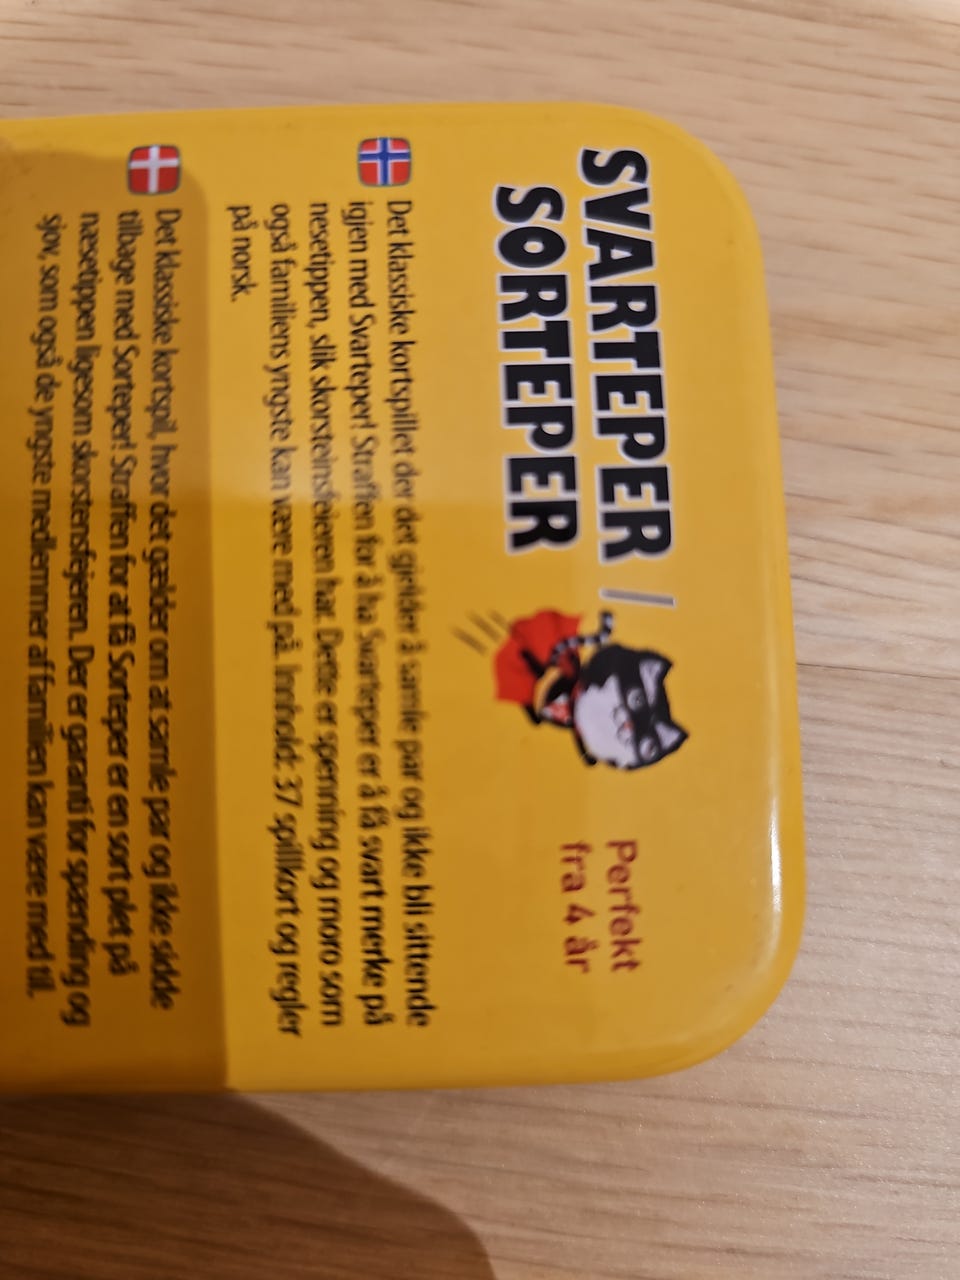 SVARTEPER /
SORTEPER
Perfekt
fra 4 år
Det klassiske kortspillet der det gjelder å samle par og ikke bli sittende
igjen med Svarteper! Straffen for å ha Svarteper er å få svart merke på
nesetippen, slik skorsteinsfeieren har. Dette er spenning og moro som
også familiens yngste kan være med på. Innhold: 37 spillkort og regler
på norsk.
Det klassiske kortspil, hvor det gælder om at samle par og ikke sidde
tilbage med Sorteper! Straffen for at få Sorteper er en sort plet på
næsetippen ligesom skorstensfejeren. Der er garanti for spænding og
sjov, som også de yngste medlemmer af familien kan være med til.